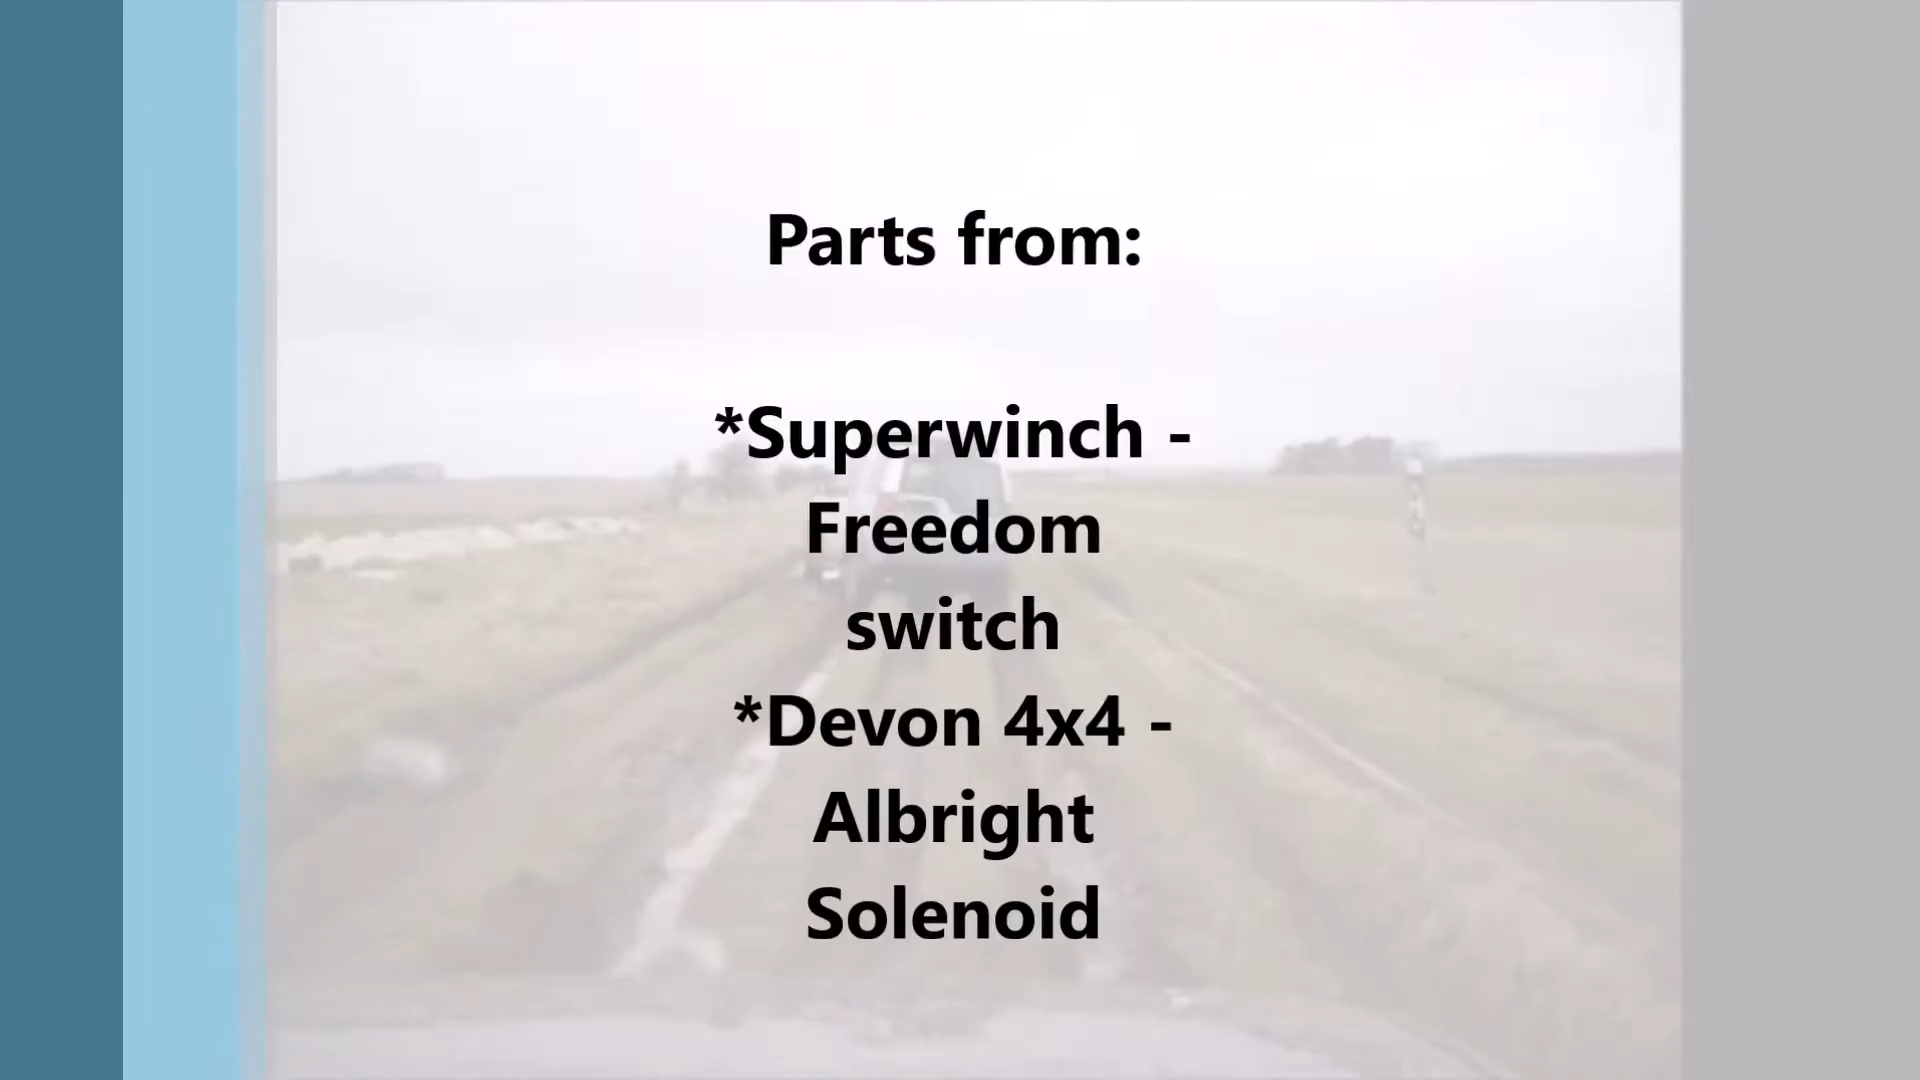 Parts from:
*Superwinch -
Freedom
switch
*Devon 4x4 -
Albright
Solenoid